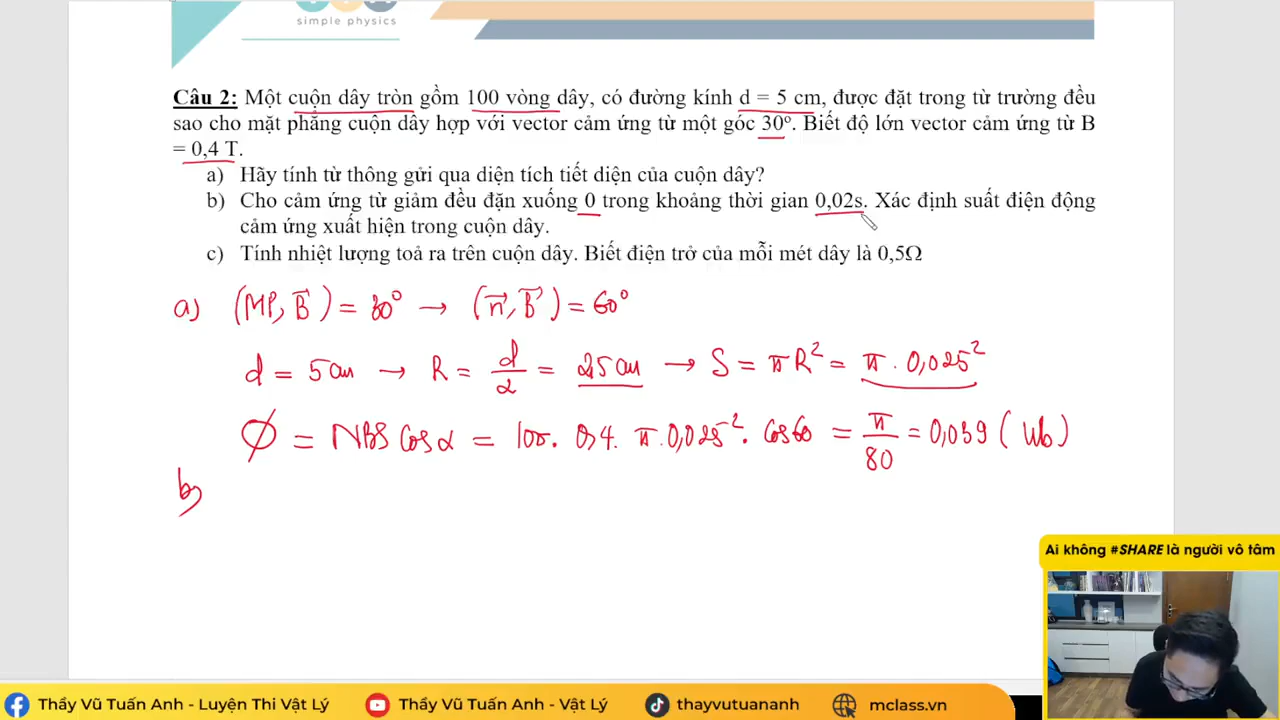 simple physics
Câu 2: Một cuộn dây tròn gồm 100 vòng dây, có đường kính d = 5 cm, được đặt trong từ trường đều
sao cho mặt phẳng cuộn dây hợp với vector cảm ứng từ một góc 30º. Biết độ lớn vector cảm ứng từ B
= 0,4 T.
a) Hãy tính từ thông gửi qua diện tích tiết diện của cuộn dây?
b) Cho cảm ứng từ giảm đều đặn xuống 0 trong khoảng thời gian 0,02s. Xác định suất điện động
cảm ứng xuất hiện trong cuộn dây.
c) Tính nhiệt lượng toả ra trên cuộn dây. Biết điện trở của mỗi mét dây là 0,5Ω
a) (MP, B⃗) = 30° → (n⃗, B⃗) = 60°
d = 5cm → R = d/2 = 2,5cm → S = πR² = π. 0,025²
Φ = NBS cos α = 100. 0,4. π. 0,025². cos60 = π/80 = 0,039 (Wb)
b)
Ai không #SHARE là người vô tâm
Thầy Vũ Tuấn Anh - Luyện Thi Vật Lý Thầy Vũ Tuấn Anh - Luyện Thi Vật Lý thayvutuananh mclass.vn